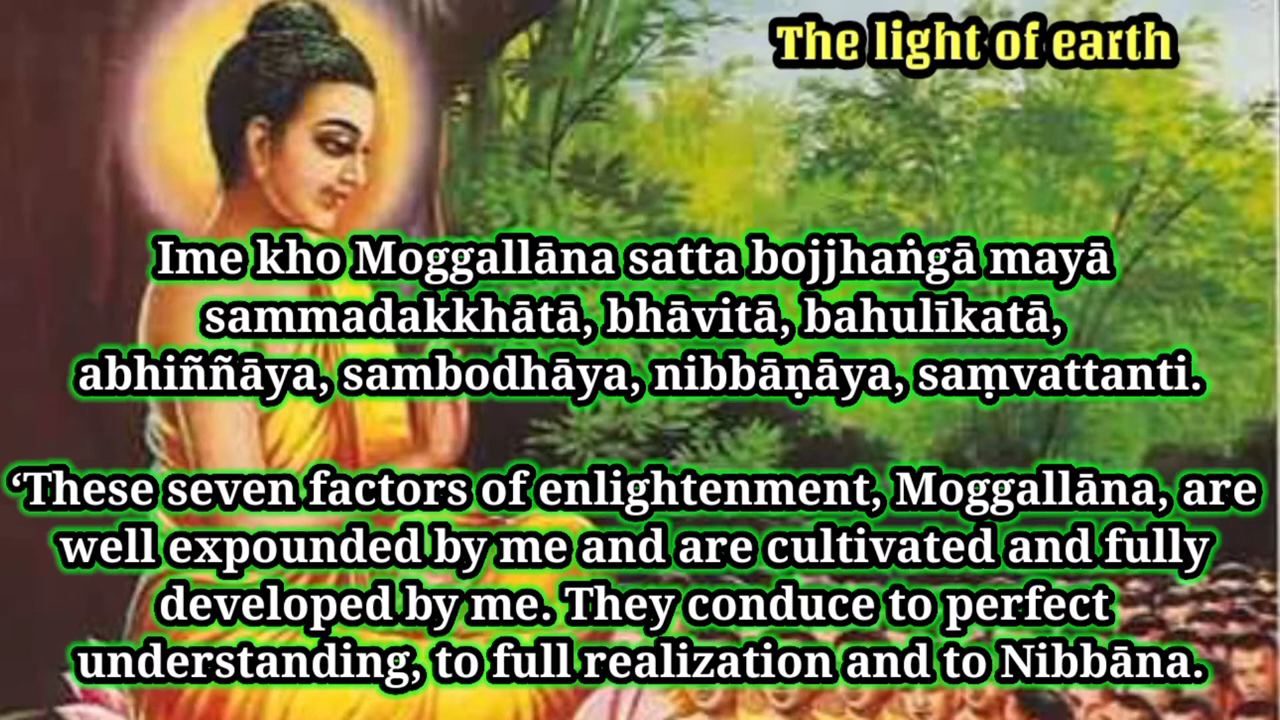 The light of earth
Ime kho Moggallāna satta bojjhaṅgā mayā
sammadakkhātā, bhāvitā, bahulīkatā,
abhiññāya, sambodhāya, nibbāṇāya, saṃvattanti.
‘These seven factors of enlightenment, Moggallāna, are
well expounded by me and are cultivated and fully
developed by me. They conduce to perfect
understanding, to full realization and to Nibbāna.